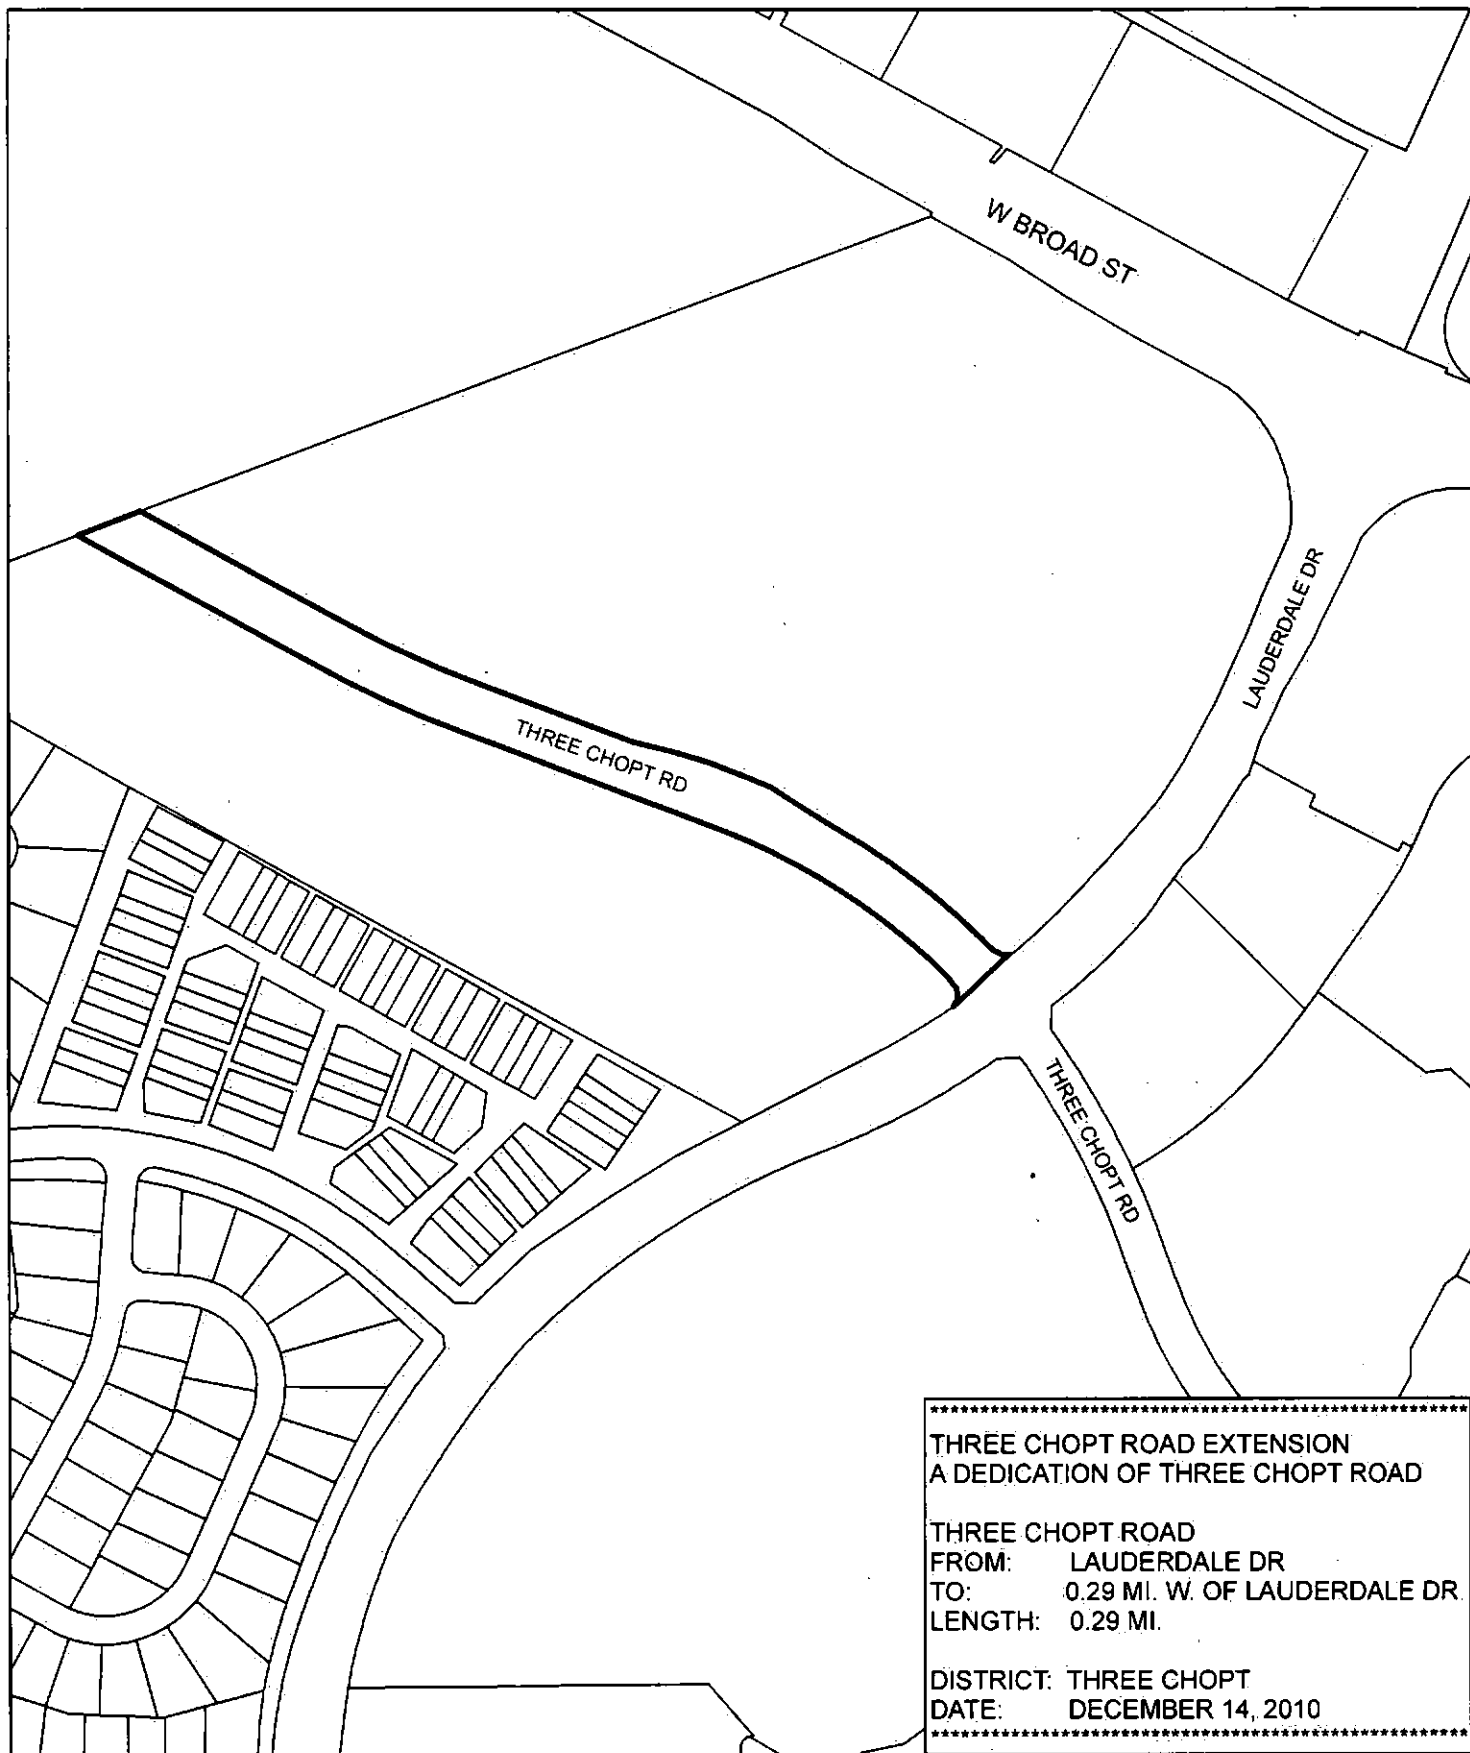 W BROAD ST
LAUDERDALE DR
THREE CHOPT RD
THREE CHOPT RD
THREE CHOPT ROAD EXTENSION
A DEDICATION OF THREE CHOPT ROAD
THREE CHOPT ROAD
FROM: LAUDERDALE DR
TO: 0.29 MI. W. OF LAUDERDALE DR
LENGTH: 0.29 MI.
DISTRICT: THREE CHOPT
DATE: DECEMBER 14, 2010